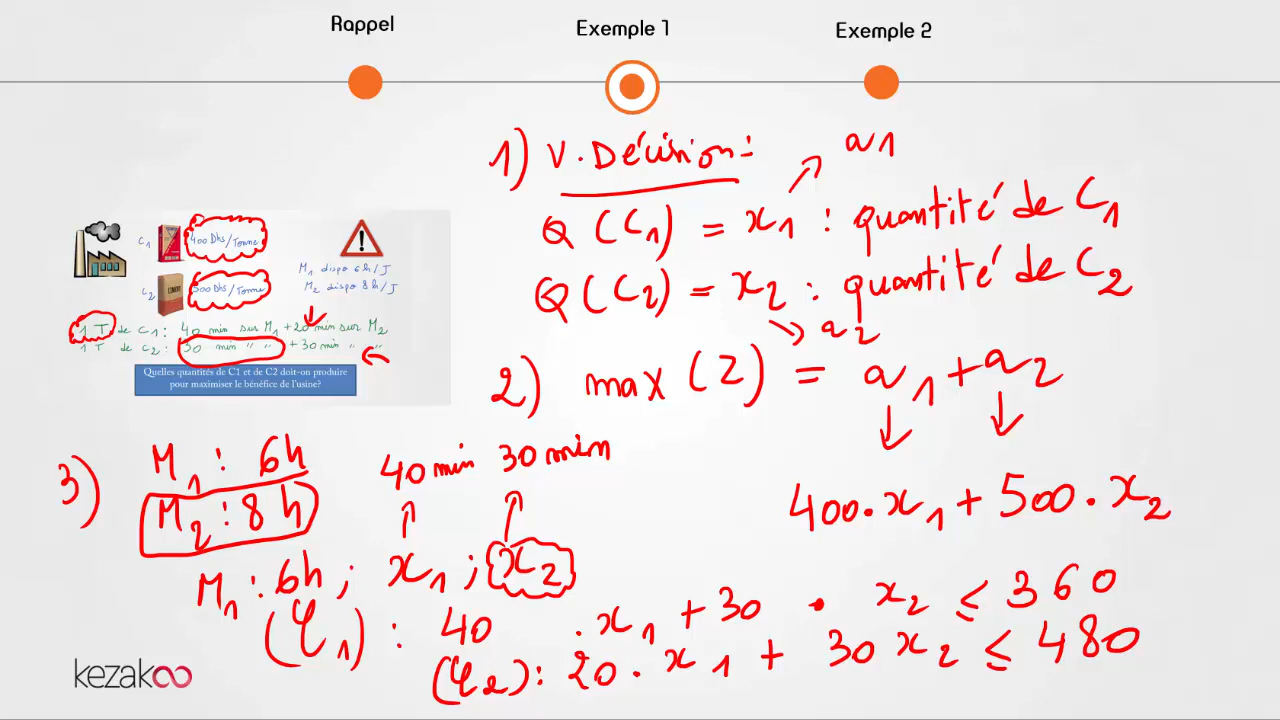 Rappel
Exemple 1
Exemple 2
C1 400 Dhs/Tonne
C2 500 Dhs/Tonne
M1 dispo 6h/J
M2 dispo 8h/J
1 T de C1 : 40 min sur M1 + 20 min sur M2
1 T de C2 : 30 min " " + 30 min " "
Quelles quantités de C1 et de C2 doit-on produire
pour maximiser le bénéfice de l'usine?
1) V. Décision : a1
Q (C1) = x1 : quantité de C1
Q (C2) = x2 : quantité de C2
a2
2) max (Z) = a1 + a2
400 . x1 + 500 . x2
3) M1 : 6h
M2 : 8h
40 min 30 min
M1 : 6h ; x1 ; x2
(φ1) : 40 . x1 + 30 . x2 ≤ 360
(φ2) : 20 . x1 + 30 x2 ≤ 480
kezakoo